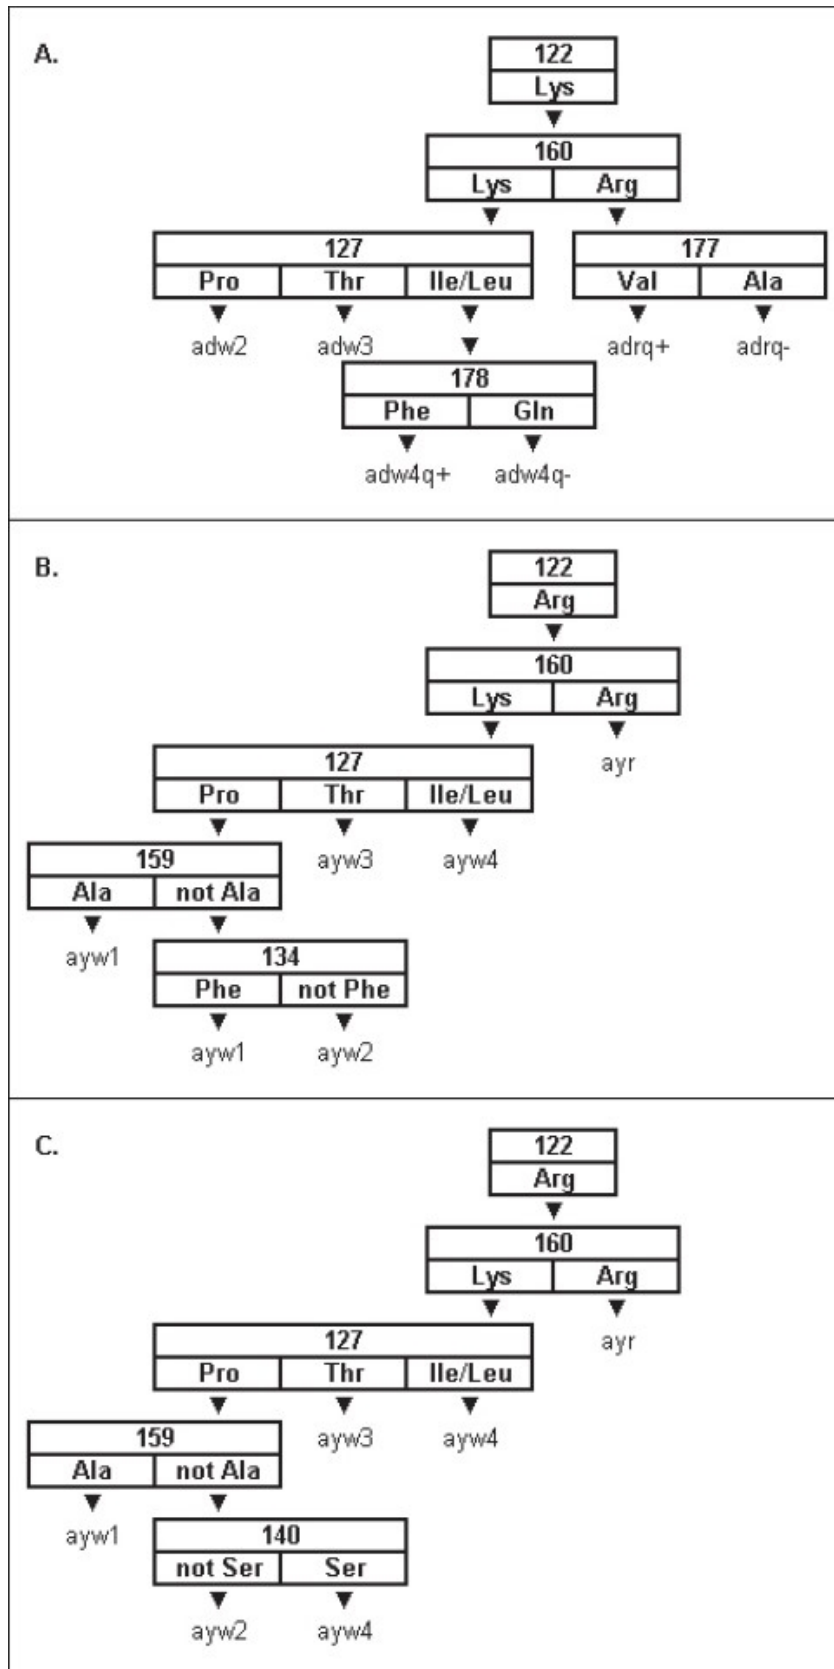 A.
122
Lys
160
Lys Arg
127 177
Pro Thr Ile/Leu Val Ala
adw2 adw3 adrq+ adrq-
178
Phe Gln
adw4q+ adw4q-
B.
122
Arg
160
Lys Arg
127 ayr
Pro Thr Ile/Leu
159 ayw3 ayw4
Ala not Ala
ayw1 134
Phe not Phe
ayw1 ayw2
C.
122
Arg
160
Lys Arg
127 ayr
Pro Thr Ile/Leu
159 ayw3 ayw4
Ala not Ala
ayw1 140
not Ser Ser
ayw2 ayw4